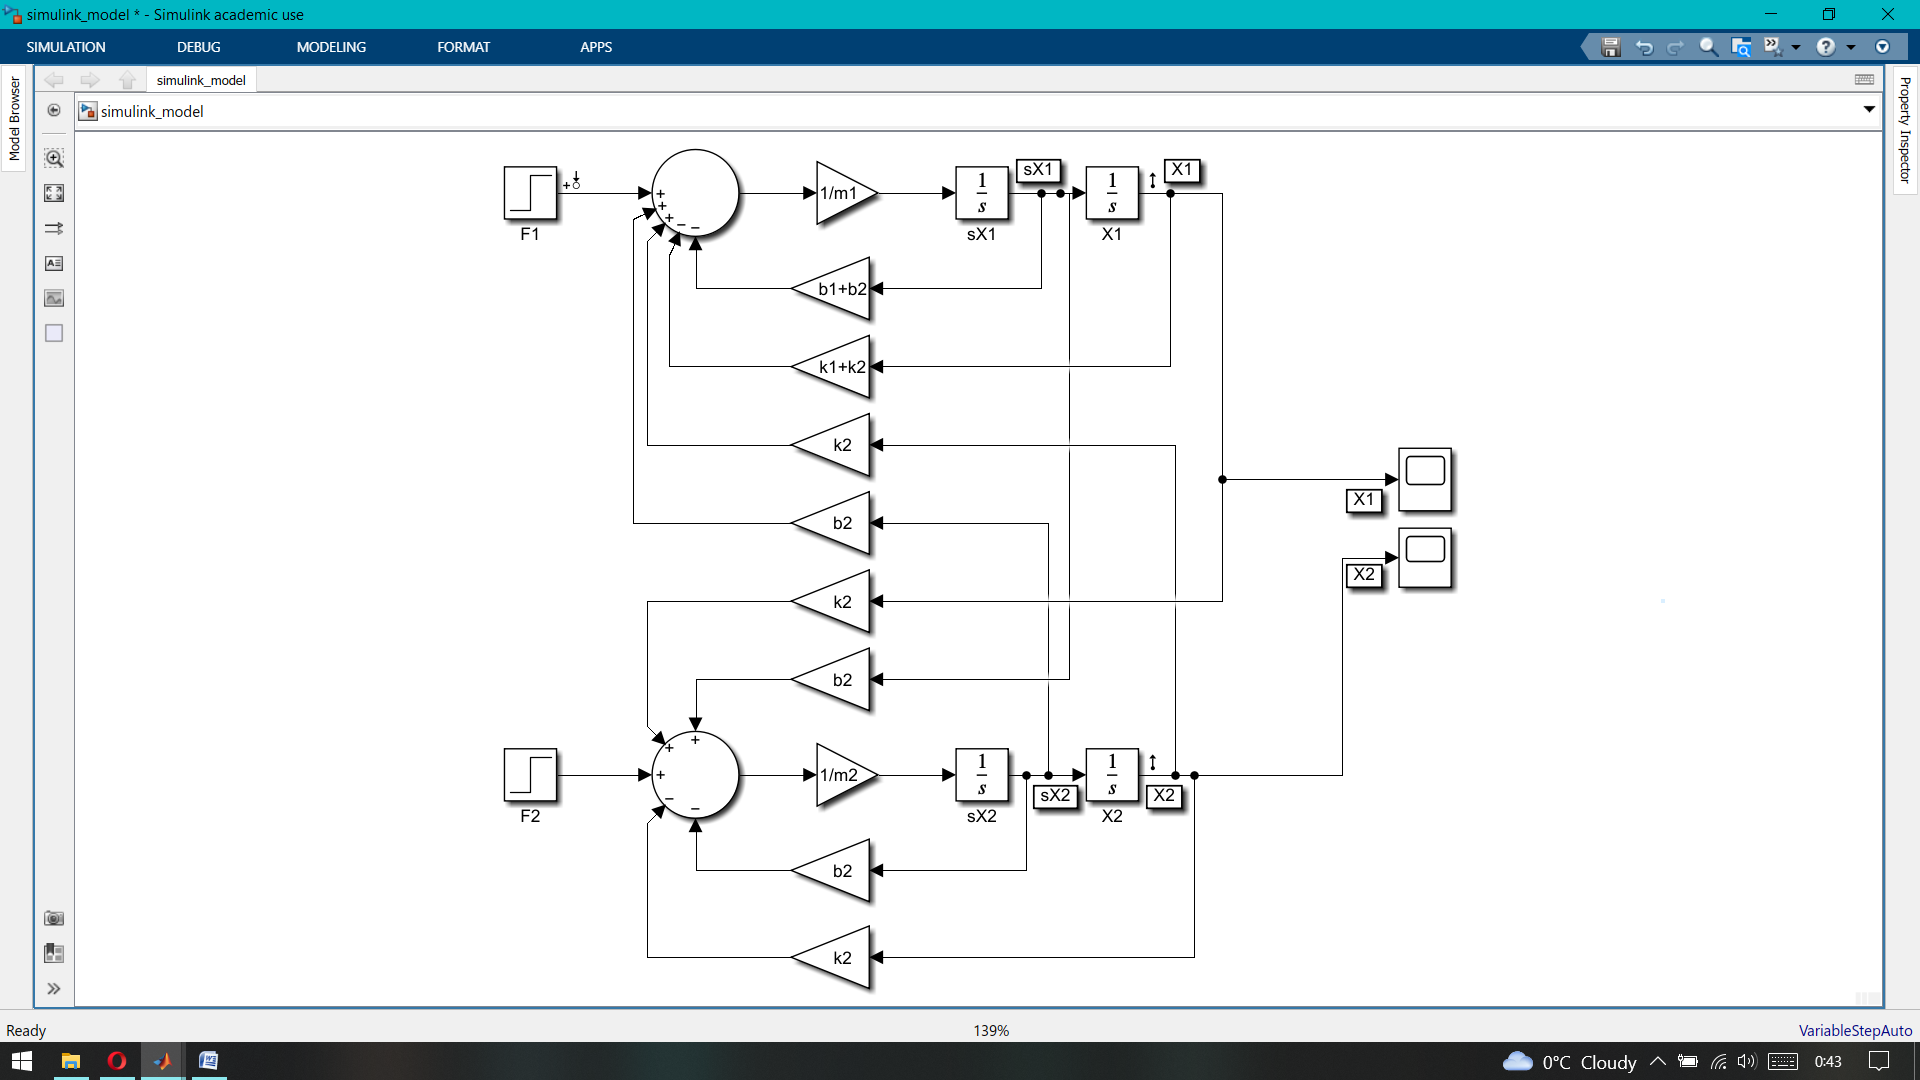 simulink_model * - Simulink academic use
SIMULATION DEBUG MODELING FORMAT APPS
Model Browser
simulink_model
simulink_model
Property Inspector
F1
+
+
+
−
−
1/m1
1
s
sX1
sX1
1
s
X1
X1
b1+b2
k1+k2
k2
b2
X1
X2
k2
b2
F2
+
+
+
−
−
1/m2
1
s
sX2
sX2
1
s
X2
X2
b2
k2
Ready 139% VariableStepAuto
0°C Cloudy 0:43